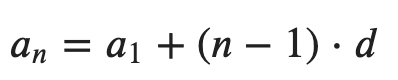 aₙ = a₁ + (n − 1) · d